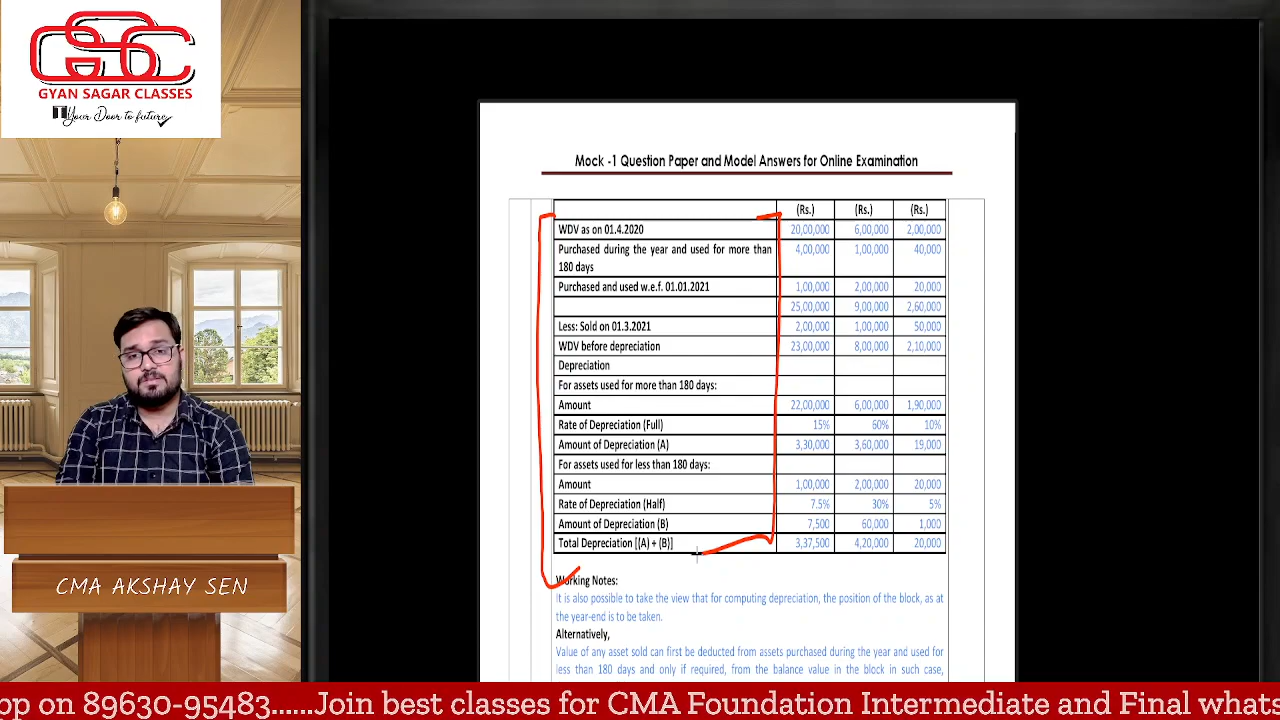 GSC
GYAN SAGAR CLASSES
Your Door to future
Mock -1 Question Paper and Model Answers for Online Examination
(Rs.) (Rs.) (Rs.)
WDV as on 01.4.2020 20,00,000 6,00,000 2,00,000
Purchased during the year and used for more than 4,00,000 1,00,000 40,000
180 days
Purchased and used w.e.f. 01.01.2021 1,00,000 2,00,000 20,000
25,00,000 9,00,000 2,60,000
Less: Sold on 01.3.2021 2,00,000 1,00,000 50,000
WDV before depreciation 23,00,000 8,00,000 2,10,000
Depreciation
For assets used for more than 180 days:
Amount 22,00,000 6,00,000 1,90,000
Rate of Depreciation (Full) 15% 60% 10%
Amount of Depreciation (A) 3,30,000 3,60,000 19,000
For assets used for less than 180 days:
Amount 1,00,000 2,00,000 20,000
Rate of Depreciation (Half) 7.5% 30% 5%
Amount of Depreciation (B) 7,500 60,000 1,000
Total Depreciation [(A) + (B)] 3,37,500 4,20,000 20,000
Working Notes:
It is also possible to take the view that for computing depreciation, the position of the block, as at
the year-end is to be taken.
Alternatively,
Value of any asset sold can first be deducted from assets purchased during the year and used for
less than 180 days and only if required, from the balance value in the block in such case,
CMA AKSHAY SEN
pp on 89630-95483......Join best classes for CMA Foundation Intermediate and Final whats